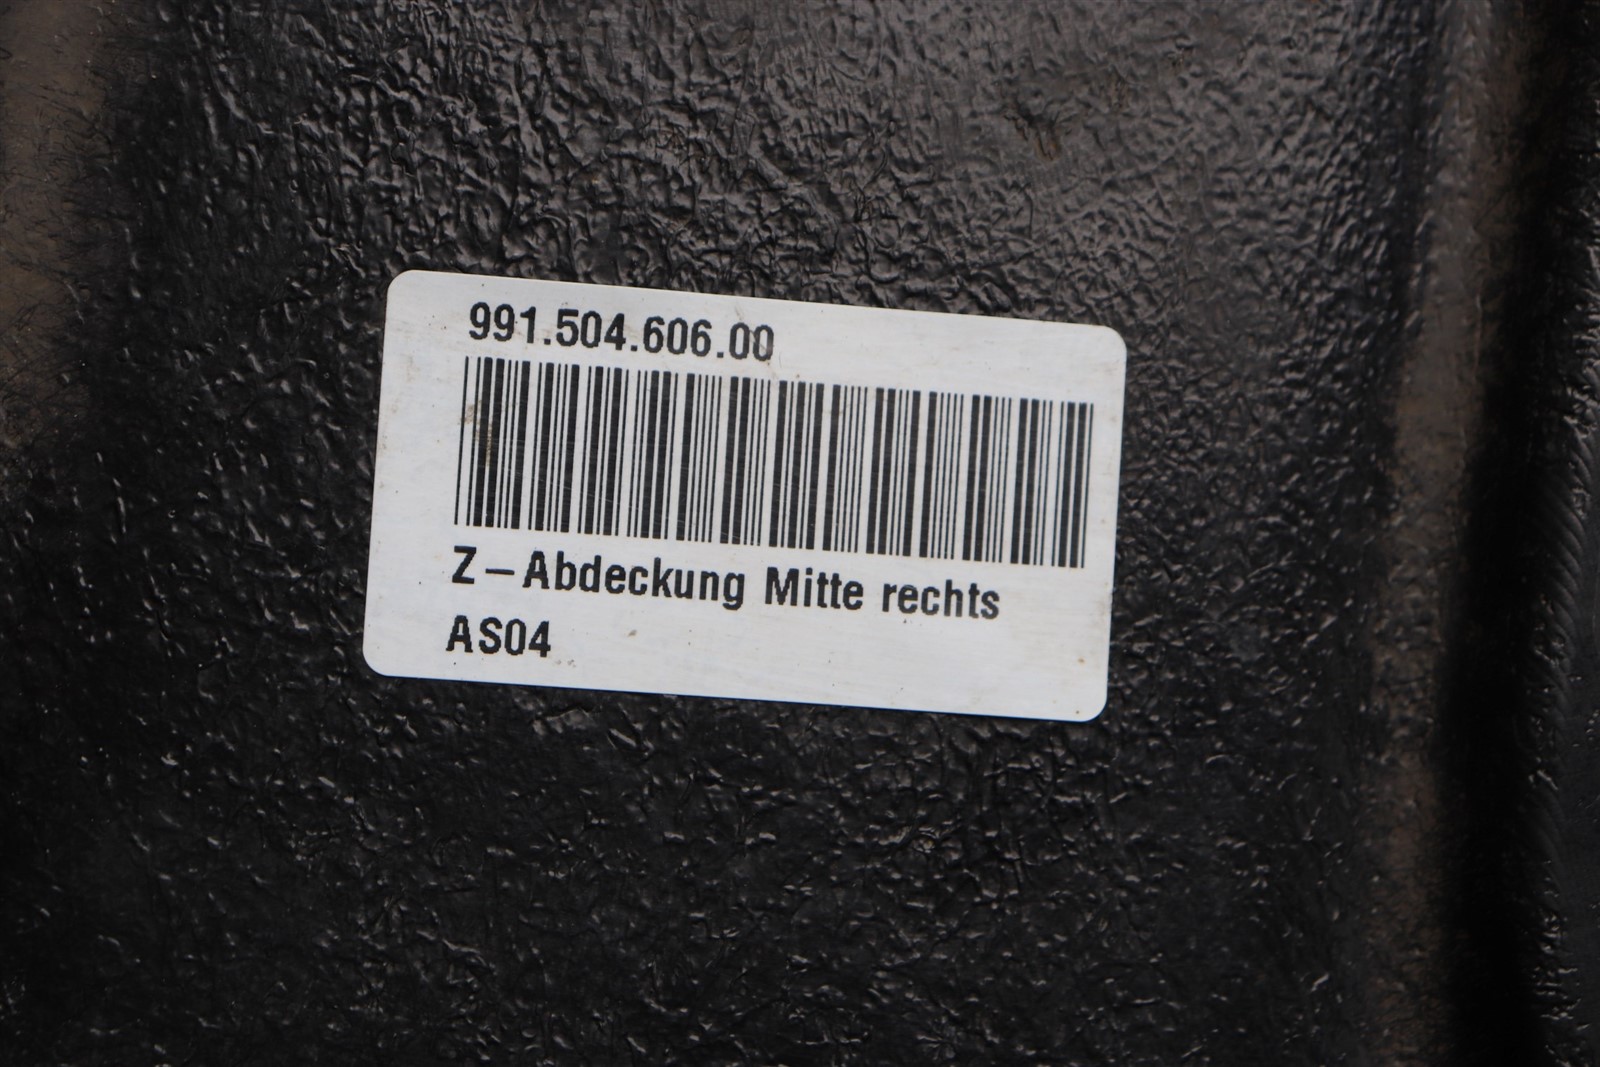 991.504.606.00
Z–Abdeckung Mitte rechts
AS04